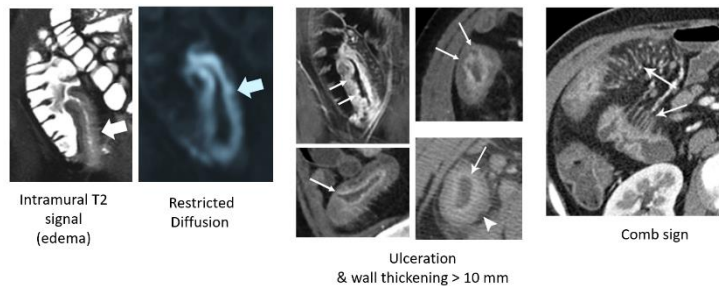 Intramural T2
signal
(edema)
Restricted
Diffusion
Ulceration
& wall thickening > 10 mm
Comb sign